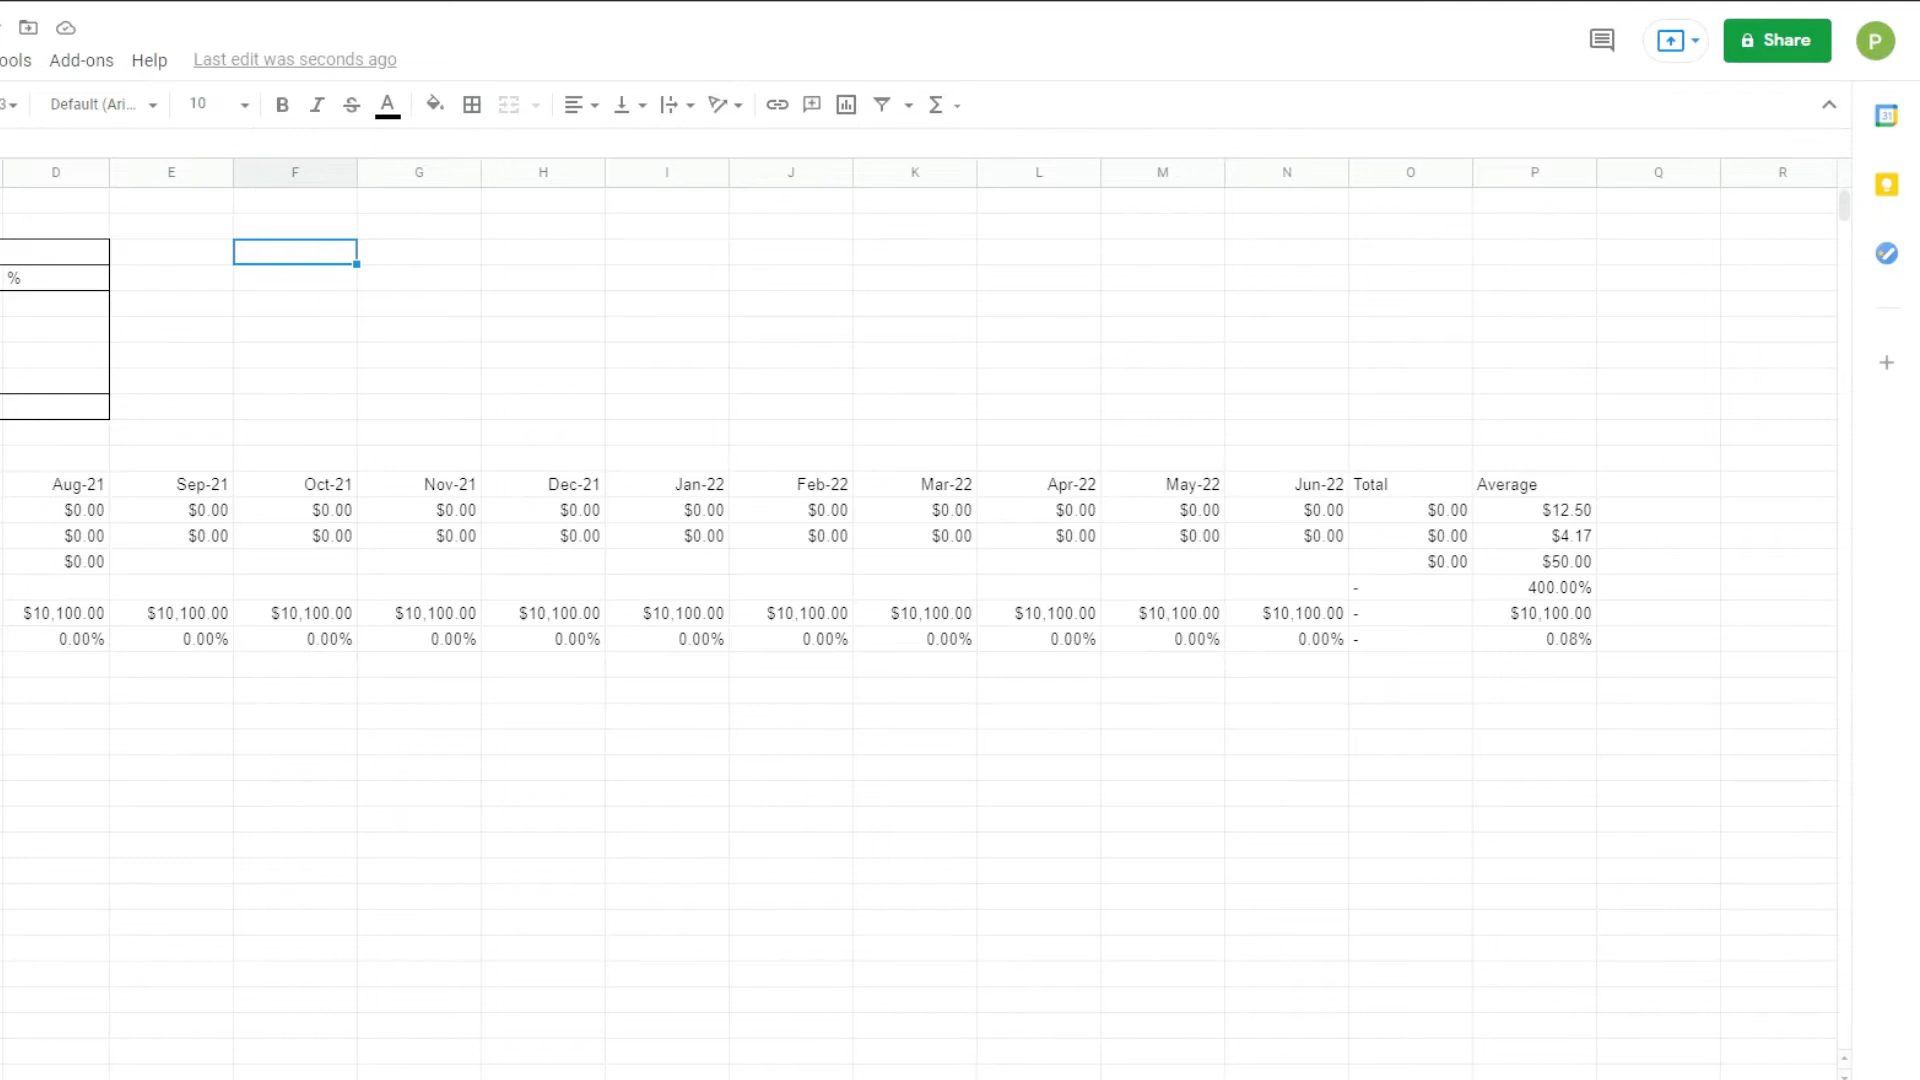 ools Add-ons Help Last edit was seconds ago Share P
3 Default (Ari... 10 B I S A Σ
31
D E F G H I J K L M N O P Q R
%
Aug-21 Sep-21 Oct-21 Nov-21 Dec-21 Jan-22 Feb-22 Mar-22 Apr-22 May-22 Jun-22 Total Average
$0.00 $0.00 $0.00 $0.00 $0.00 $0.00 $0.00 $0.00 $0.00 $0.00 $0.00 $0.00 $12.50
$0.00 $0.00 $0.00 $0.00 $0.00 $0.00 $0.00 $0.00 $0.00 $0.00 $0.00 $0.00 $4.17
$0.00 $0.00 $50.00
- 400.00%
$10,100.00 $10,100.00 $10,100.00 $10,100.00 $10,100.00 $10,100.00 $10,100.00 $10,100.00 $10,100.00 $10,100.00 $10,100.00 - $10,100.00
0.00% 0.00% 0.00% 0.00% 0.00% 0.00% 0.00% 0.00% 0.00% 0.00% 0.00% - 0.08%